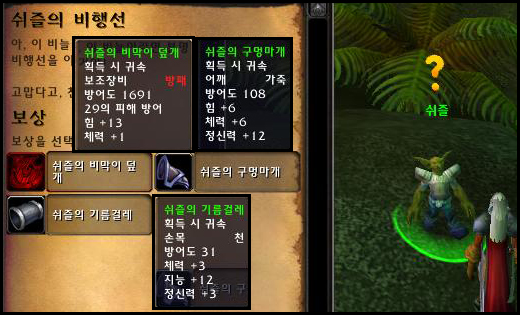 쉬즐의 비행선
아, 이 비늘
비행선을
고맙다고,
보상
보상을 선택
쉬즐의 비막이 덮개
획득 시 귀속
보조장비 방패
방어도 1691
29의 피해 방어
힘 +13
체력 +1
쉬즐의 구멍마개
획득 시 귀속
어깨 가죽
방어도 108
힘 +6
체력 +6
정신력 +12
쉬즐의 비막이 덮
개
쉬즐의 구멍마개
쉬즐의 기름걸레
쉬즐의 기름걸레
획득 시 귀속
손목 천
방어도 31
체력 +3
지능 +12
정신력 +3
쉬즐의 구
?
쉬즐